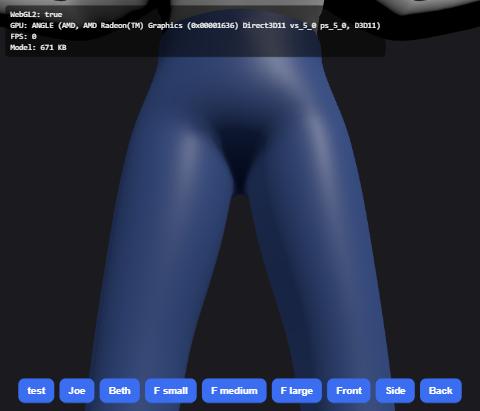 WebGL2: true
GPU: ANGLE (AMD, AMD Radeon(TM) Graphics (0x00001636) Direct3D11 vs_5_0 ps_5_0, D3D11)
FPS: 0
Model: 671 KB
test Joe Beth F small F medium F large Front Side Back